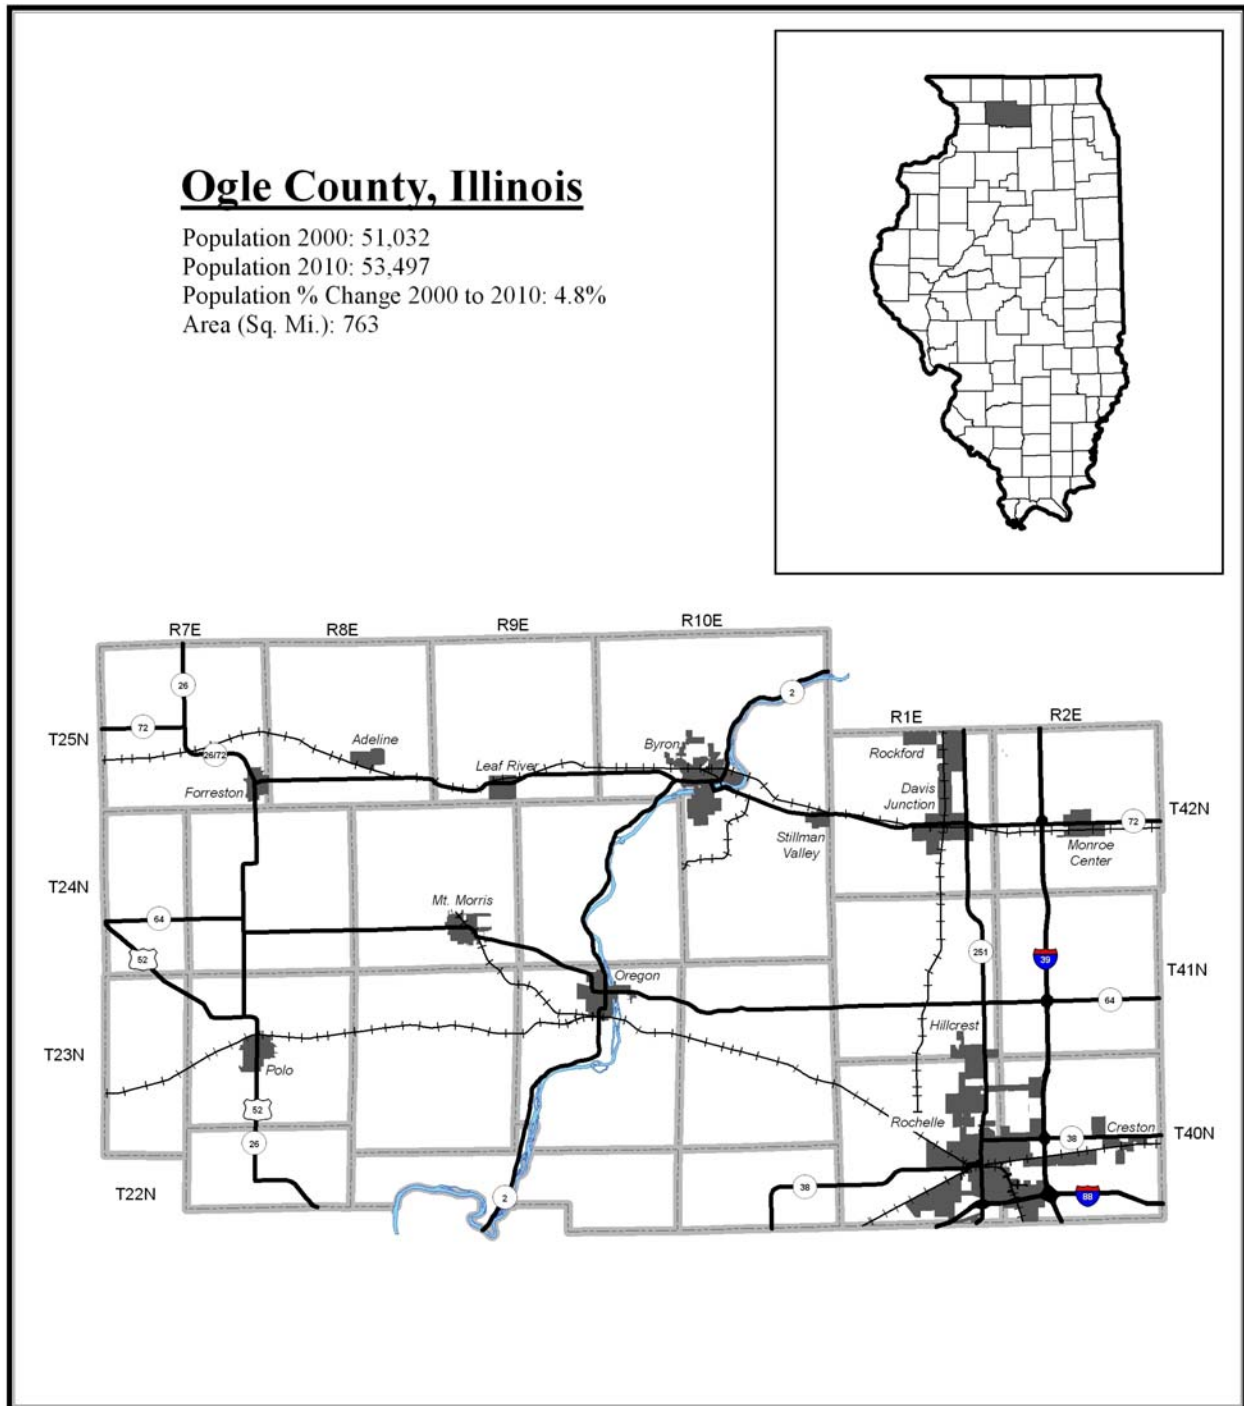 Ogle County, Illinois
Population 2000: 51,032
Population 2010: 53,497
Population % Change 2000 to 2010: 4.8%
Area (Sq. Mi.): 763
R7E
R8E
R9E
R10E
R1E
R2E
T25N
T24N
T23N
T22N
T42N
T41N
T40N
26
72
26/72
2
Adeline
Leaf River
Byron
Forreston
Rockford
Davis
Junction
Stillman
Valley
72
Monroe
Center
Mt. Morris
64
52
Oregon
251
39
64
Hillcrest
Polo
52
26
Rochelle
38
Creston
38
2
88